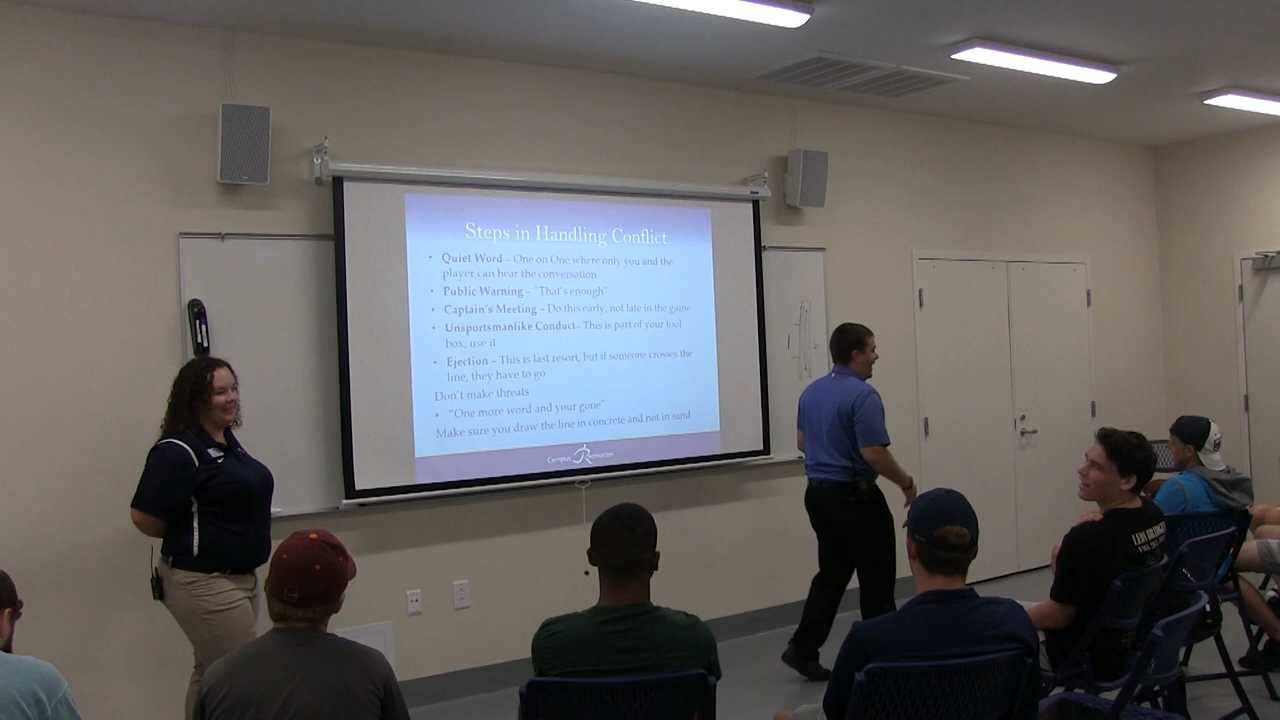 Steps in Handling Conflict
• Quiet Word – One on One where only you and the
player can hear the conversation
• Public Warning – "That's enough"
• Captain's Meeting – Do this early, not late in the game
• Unsportsmanlike Conduct- This is part of your tool
box, use it
• Ejection – This is last resort, but if someone crosses the
line, they have to go
Don't make threats
• "One more word and your gone"
Make sure you draw the line in concrete and not in sand
Campus Recreation